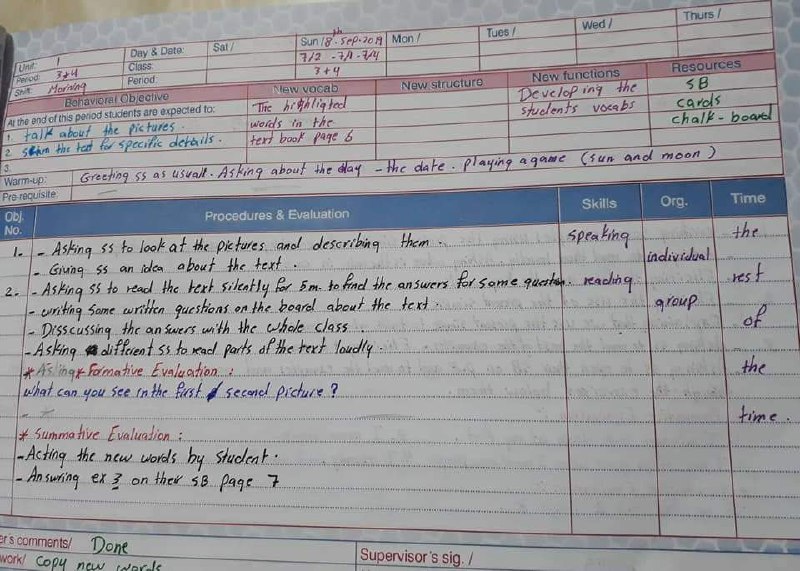 Unit: 1 Day & Date: Sat / Sun / 8th - Sep - 2019 Mon / Tues / Wed / Thurs /
Period: 3+4 Class: 7/2 - 7/1 - 7/4
Shift: Morning Period 3 + 4
Behavioral Objective New vocab New structure New functions Resources
At the end of this period students are expected to: The highligted Developing the SB
1. talk about the pictures. words in the students vocabs cards
2. scan the text for specific details. text book page 6 chalk - board
3.
Warm-up: Greeting ss as usuall. Asking about the day - the date. playing a game (sun and moon)
Pre-requisite:
Obj. No. Procedures & Evaluation Skills Org. Time
1. - Asking ss to look at the pictures and describing them. speaking the
- Giving ss an idea about the text. individual
2. - Asking ss to read the text silently for 5m to find the answers for some question. reading rest
- writing some written questions on the board about the text. group
- Disscussing the answers with the whole class of
- Asking different ss to read parts of the text loudly.
* Asking * Formative Evaluation : the
what can you see in the first second picture ?
time.
* Summative Evaluation :
- Acting the new words by student.
- Ansuring ex 3 on their SB page 7
er's comments/ Done
work/ copy new words Supervisor's sig. /